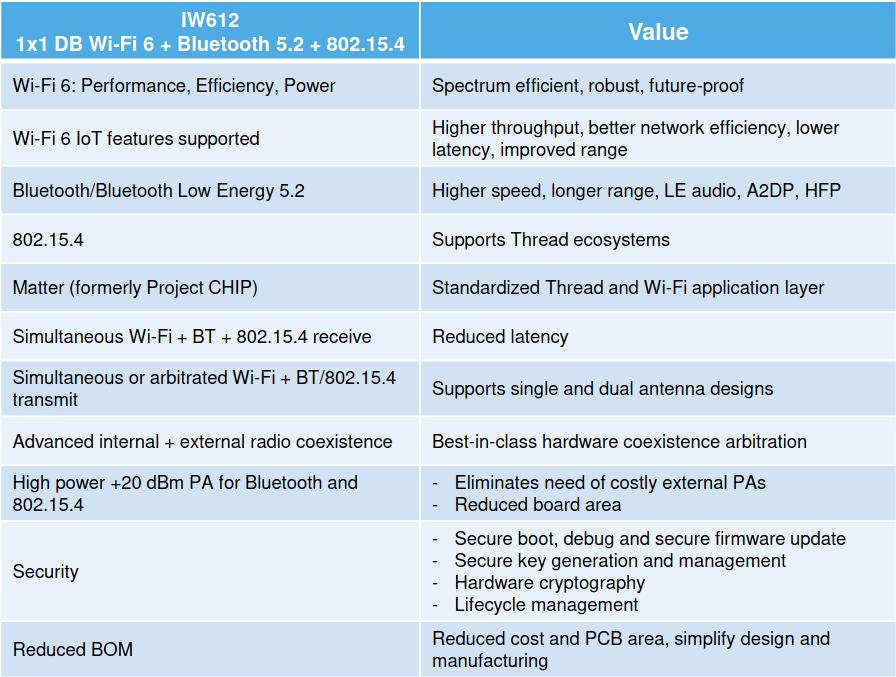 IW612
1x1 DB Wi-Fi 6 + Bluetooth 5.2 + 802.15.4
Value
Wi-Fi 6: Performance, Efficiency, Power
Spectrum efficient, robust, future-proof
Wi-Fi 6 IoT features supported
Higher throughput, better network efficiency, lower
latency, improved range
Bluetooth/Bluetooth Low Energy 5.2
Higher speed, longer range, LE audio, A2DP, HFP
802.15.4
Supports Thread ecosystems
Matter (formerly Project CHIP)
Standardized Thread and Wi-Fi application layer
Simultaneous Wi-Fi + BT + 802.15.4 receive
Reduced latency
Simultaneous or arbitrated Wi-Fi + BT/802.15.4
transmit
Supports single and dual antenna designs
Advanced internal + external radio coexistence
Best-in-class hardware coexistence arbitration
High power +20 dBm PA for Bluetooth and
802.15.4
- Eliminates need of costly external PAs
- Reduced board area
Security
- Secure boot, debug and secure firmware update
- Secure key generation and management
- Hardware cryptography
- Lifecycle management
Reduced BOM
Reduced cost and PCB area, simplify design and
manufacturing